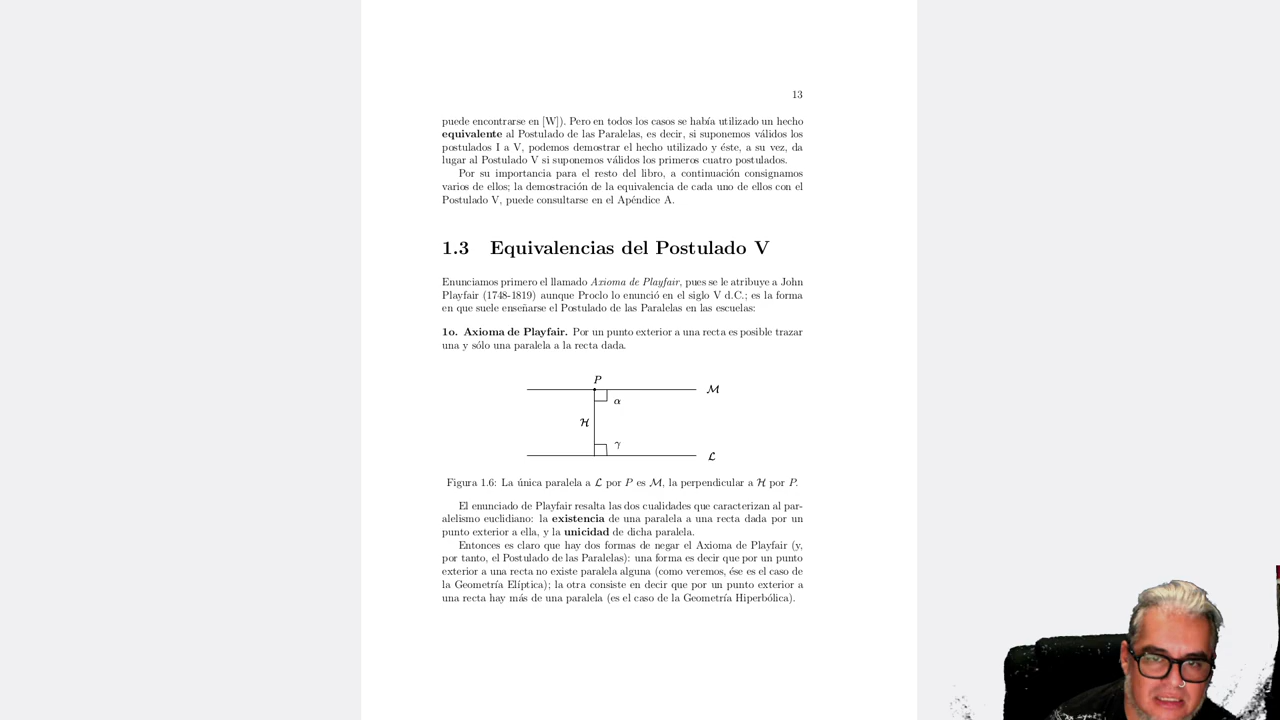 13
puede encontrarse en [W]). Pero en todos los casos se había utilizado un hecho
equivalente al Postulado de las Paralelas, es decir, si suponemos válidos los
postulados I a V, podemos demostrar el hecho utilizado y éste, a su vez, da
lugar al Postulado V si suponemos válidos los primeros cuatro postulados.
Por su importancia para el resto del libro, a continuación consignamos
varios de ellos; la demostración de la equivalencia de cada uno de ellos con el
Postulado V, puede consultarse en el Apéndice A.
1.3 Equivalencias del Postulado V
Enunciamos primero el llamado Axioma de Playfair, pues se le atribuye a John
Playfair (1748-1819) aunque Proclo lo enunció en el siglo V d.C.; es la forma
en que suele enseñarse el Postulado de las Paralelas en las escuelas:
1o. Axioma de Playfair. Por un punto exterior a una recta es posible trazar
una y sólo una paralela a la recta dada.
P
ℳ
α
ℋ
γ
ℒ
Figura 1.6: La única paralela a ℒ por P es ℳ, la perpendicular a ℋ por P.
El enunciado de Playfair resalta las dos cualidades que caracterizan al par-
alelismo euclidiano: la existencia de una paralela a una recta dada por un
punto exterior a ella, y la unicidad de dicha paralela.
Entonces es claro que hay dos formas de negar el Axioma de Playfair (y,
por tanto, el Postulado de las Paralelas): una forma es decir que por un punto
exterior a una recta no existe paralela alguna (como veremos, ése es el caso de
la Geometría Elíptica); la otra consiste en decir que por un punto exterior a
una recta hay más de una paralela (es el caso de la Geometría Hiperbólica).